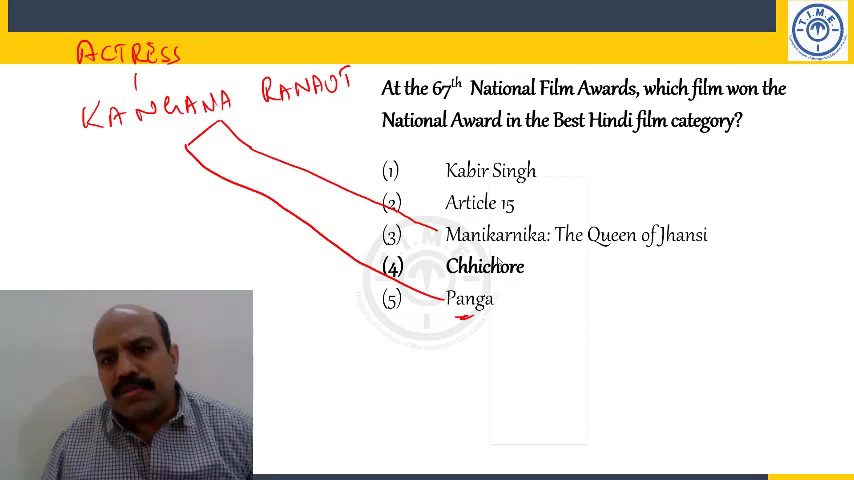 T.I.M.E.
ACTRESS
KANGANA RANAUT
At the 67th National Film Awards, which film won the
National Award in the Best Hindi film category?
(1) Kabir Singh
(2) Article 15
(3) Manikarnika: The Queen of Jhansi
(4) Chhichore
(5) Panga